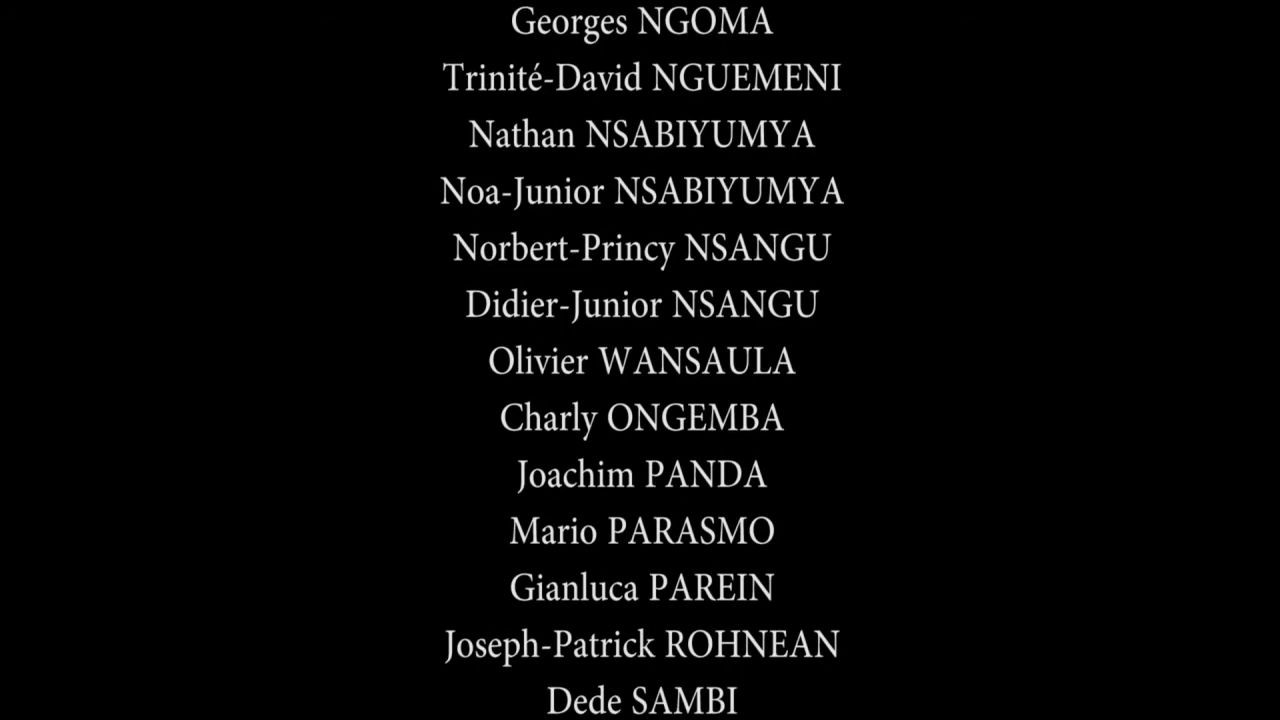 Georges NGOMA
Trinité-David NGUEMENI
Nathan NSABIYUMYA
Noa-Junior NSABIYUMYA
Norbert-Princy NSANGU
Didier-Junior NSANGU
Olivier WANSAULA
Charly ONGEMBA
Joachim PANDA
Mario PARASMO
Gianluca PAREIN
Joseph-Patrick ROHNEAN
Dede SAMBI